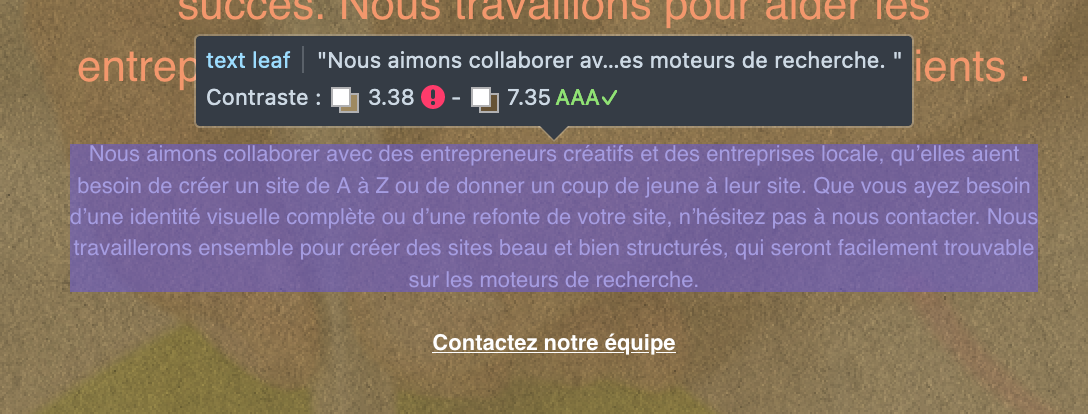 succès. Nous travaillons pour aider les
entrep
ients .
text leaf "Nous aimons collaborer av...es moteurs de recherche. "
Contraste : 3.38 ! - 7.35 AAA✓
Nous aimons collaborer avec des entrepreneurs créatifs et des entreprises locale, qu’elles aient
besoin de créer un site de A à Z ou de donner un coup de jeune à leur site. Que vous ayez besoin
d’une identité visuelle complète ou d’une refonte de votre site, n’hésitez pas à nous contacter. Nous
travaillerons ensemble pour créer des sites beau et bien structurés, qui seront facilement trouvable
sur les moteurs de recherche.
Contactez notre équipe